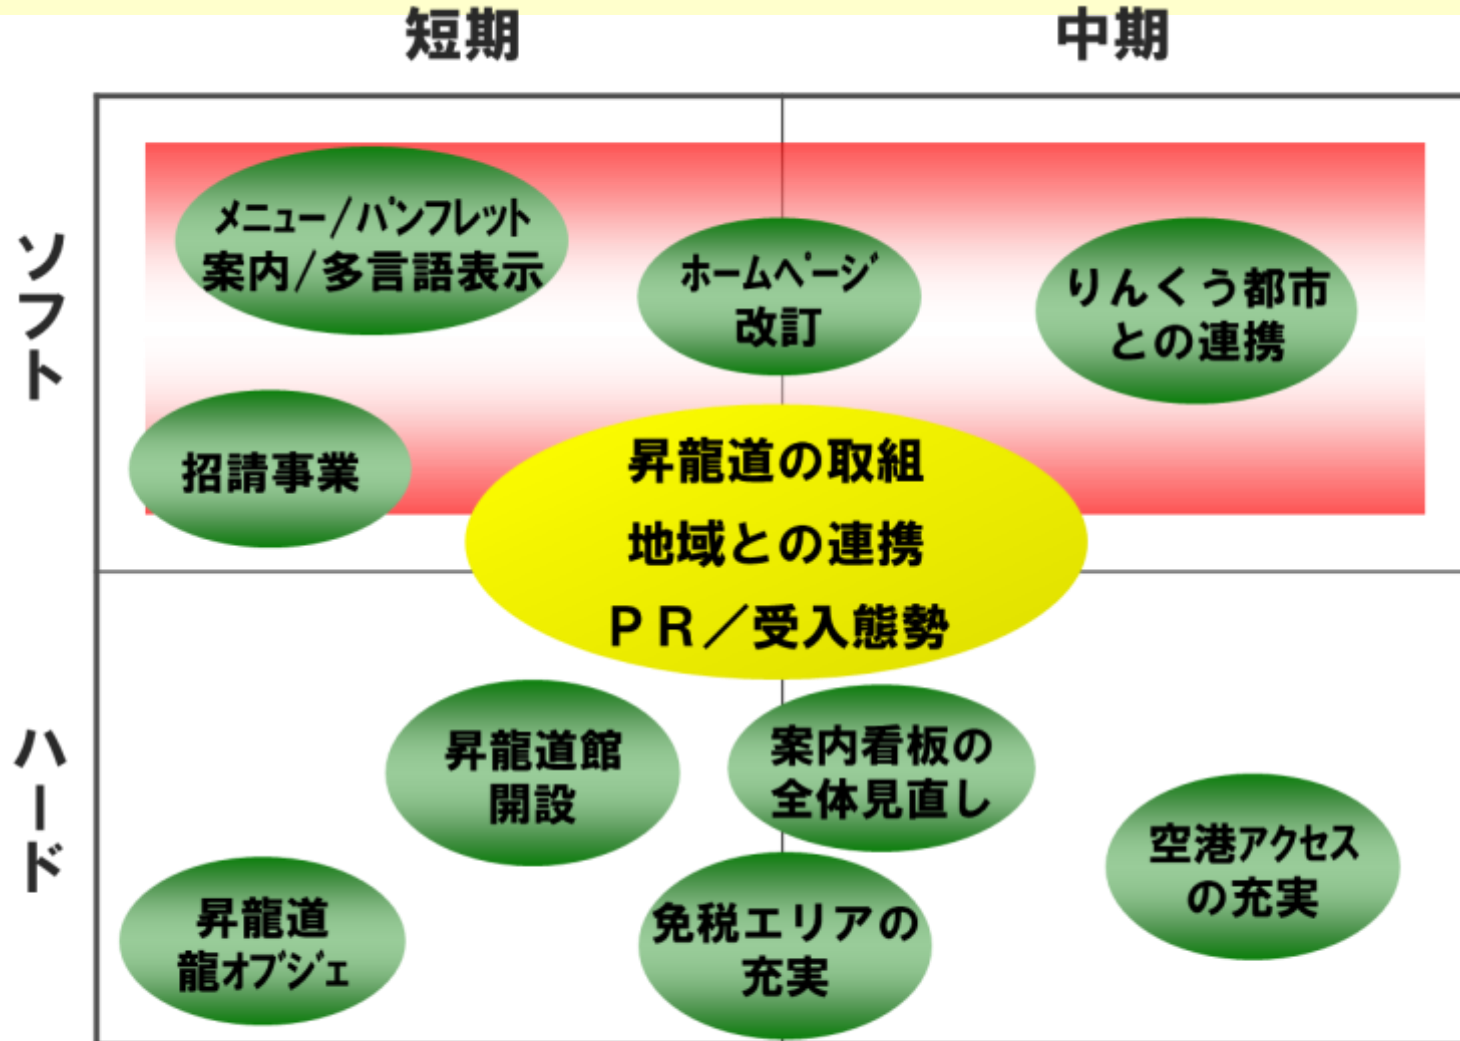 短期
中期
ソフト
メニュー/パンフレット
案内/多言語表示
ホームページ
改訂
りんくう都市
との連携
招請事業
昇龍道の取組
地域との連携
ＰＲ／受入態勢
ハード
昇龍道館
開設
案内看板の
全体見直し
空港アクセス
の充実
昇龍道
龍オブジェ
免税エリアの
充実